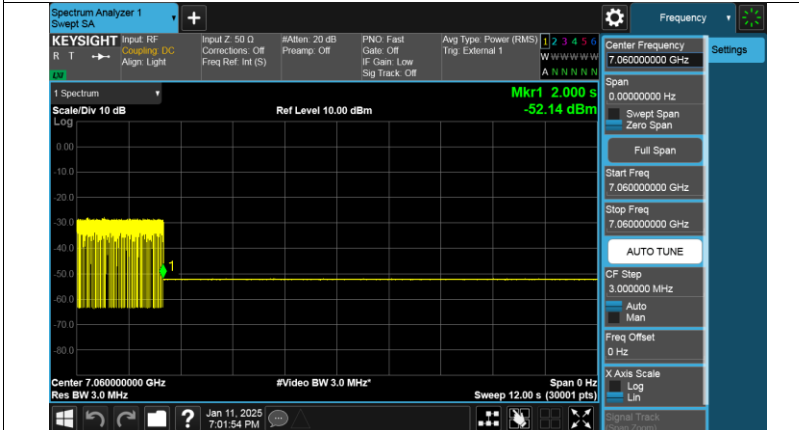 Spectrum Analyzer 1
Swept SA
+
Frequency
KEYSIGHT
R T
LXI
Input: RF
Coupling: DC
Align: Light
Input Z: 50 Ω
Corrections: Off
Freq Ref: Int (S)
#Atten: 20 dB
Preamp: Off
PNO: Fast
Gate: Off
IF Gain: Low
Sig Track: Off
Avg Type: Power (RMS)
Trig: External 1
1 2 3 4 5 6
W W W W W W
A N N N N N
1 Spectrum
Scale/Div 10 dB
Ref Level 10.00 dBm
Mkr1 2.000 s
-52.14 dBm
Log
0.00
-10.0
-20.0
-30.0
-40.0
-50.0
-60.0
-70.0
-80.0
1
Center 7.060000000 GHz
#Video BW 3.0 MHz*
Span 0 Hz
Res BW 3.0 MHz
Sweep 12.00 s (30001 pts)
?
Jan 11, 2025
7:01:54 PM
Center Frequency
7.060000000 GHz
Span
0.00000000 Hz
Swept Span
Zero Span
Full Span
Start Freq
7.060000000 GHz
Stop Freq
7.060000000 GHz
AUTO TUNE
CF Step
3.000000 MHz
Auto
Man
Freq Offset
0 Hz
X Axis Scale
Log
Lin
Signal Track
(Span Zoom)
Settings